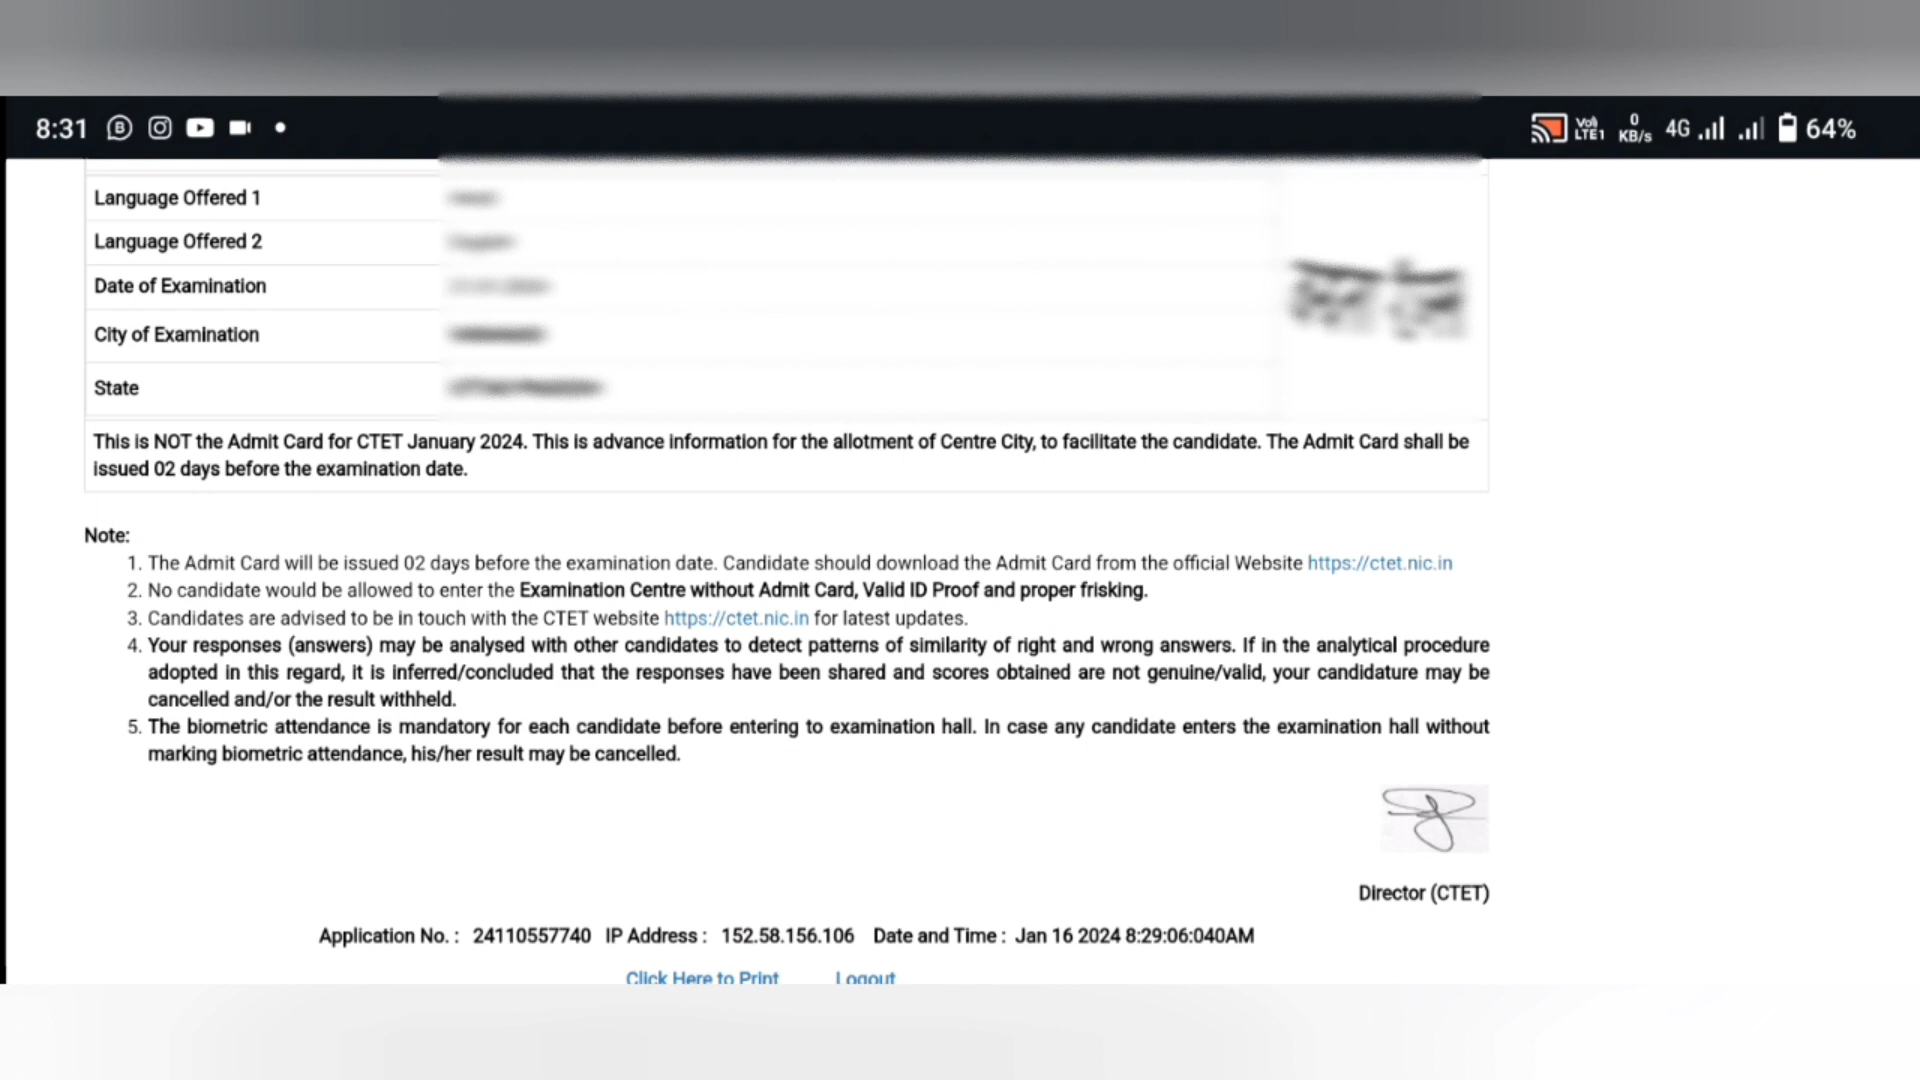 8:31
Vo) LTE1 0 KB/s 4G 64%
Language Offered 1
Language Offered 2
Date of Examination
City of Examination
State
This is NOT the Admit Card for CTET January 2024. This is advance information for the allotment of Centre City, to facilitate the candidate. The Admit Card shall be
issued 02 days before the examination date.
Note:
1. The Admit Card will be issued 02 days before the examination date. Candidate should download the Admit Card from the official Website https://ctet.nic.in
2. No candidate would be allowed to enter the Examination Centre without Admit Card, Valid ID Proof and proper frisking.
3. Candidates are advised to be in touch with the CTET website https://ctet.nic.in for latest updates.
4. Your responses (answers) may be analysed with other candidates to detect patterns of similarity of right and wrong answers. If in the analytical procedure
adopted in this regard, it is inferred/concluded that the responses have been shared and scores obtained are not genuine/valid, your candidature may be
cancelled and/or the result withheld.
5. The biometric attendance is mandatory for each candidate before entering to examination hall. In case any candidate enters the examination hall without
marking biometric attendance, his/her result may be cancelled.
Director (CTET)
Application No. : 24110557740 IP Address : 152.58.156.106 Date and Time : Jan 16 2024 8:29:06:040AM
Click Here to Print Logout